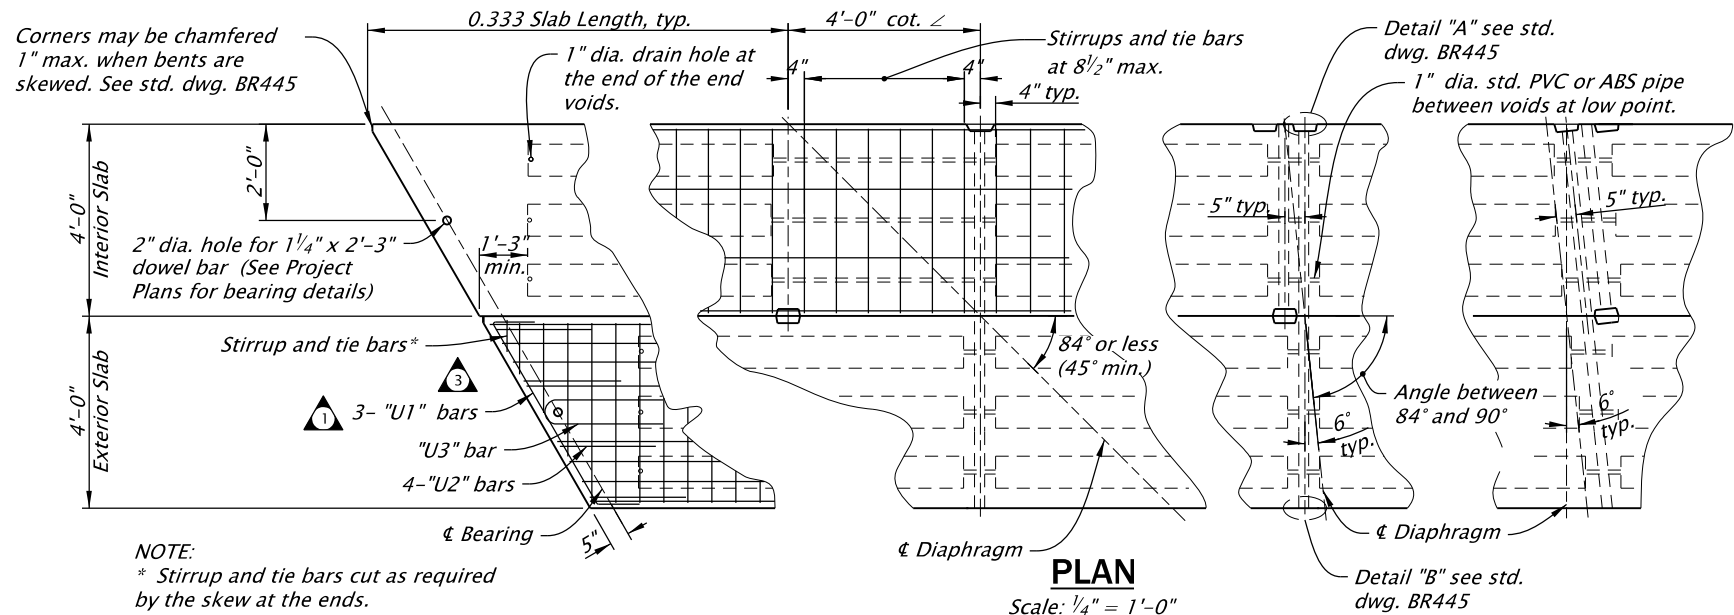 0.333 Slab Length, typ.
4'-0" cot. ∠
Corners may be chamfered
1" max. when bents are
skewed. See std. dwg. BR445
1" dia. drain hole at
the end of the end
voids.
4"
4"
Stirrups and tie bars
at 8½" max.
4" typ.
Detail "A" see std.
dwg. BR445
1" dia. std. PVC or ABS pipe
between voids at low point.
2'-0"
4'-0"
Interior Slab
2" dia. hole for 1¼" x 2'-3"
dowel bar (See Project
Plans for bearing details)
1'-3"
min.
5" typ.
5" typ.
Stirrup and tie bars*
3
1
3- "U1" bars
"U3" bar
4-"U2" bars
4'-0"
Exterior Slab
84° or less
(45° min.)
Angle between
84° and 90°
6°
typ.
6°
typ.
℄ Bearing
5"
℄ Diaphragm
℄ Diaphragm
NOTE:
* Stirrup and tie bars cut as required
by the skew at the ends.
PLAN
Scale: ¼" = 1'-0"
Detail "B" see std.
dwg. BR445